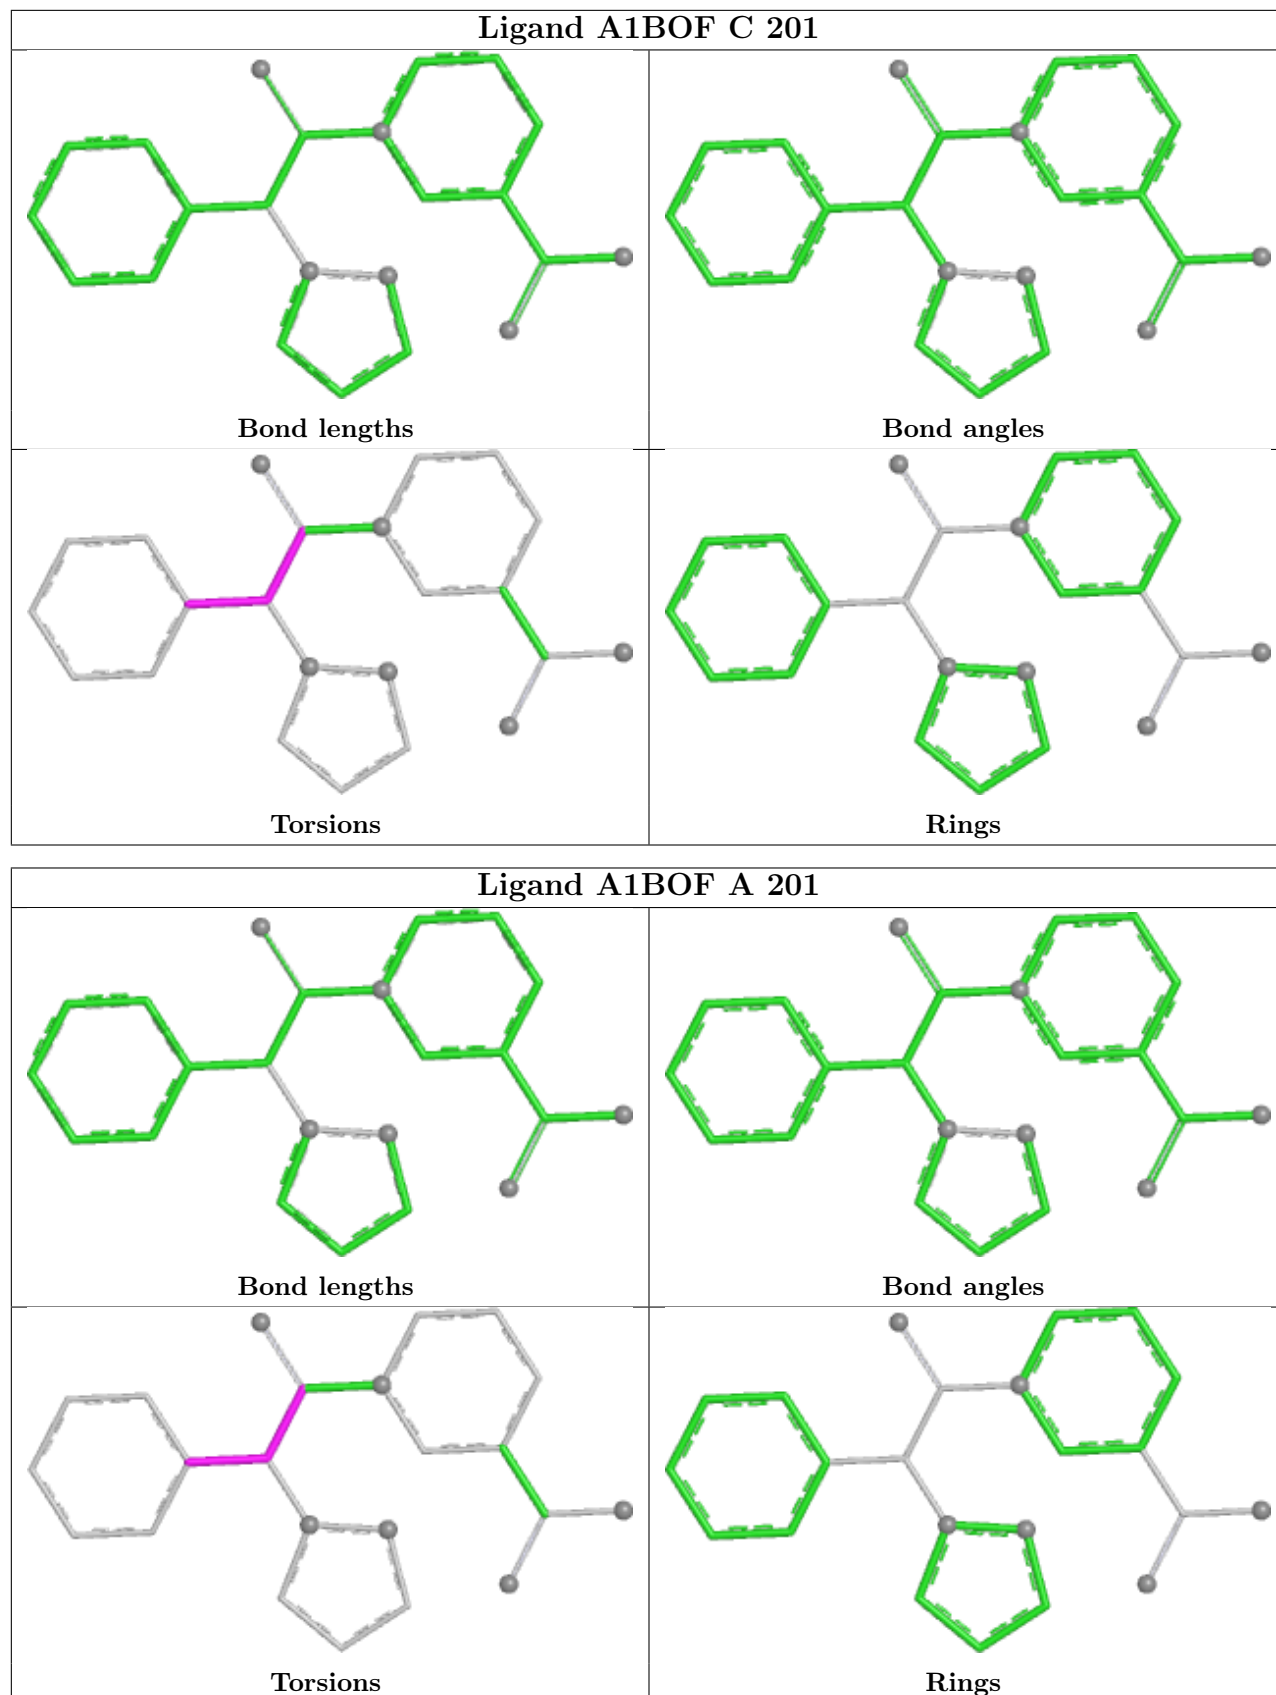 Ligand A1BOF C 201
Bond lengths
Bond angles
Torsions
Rings
Ligand A1BOF A 201
Bond lengths
Bond angles
Torsions
Rings